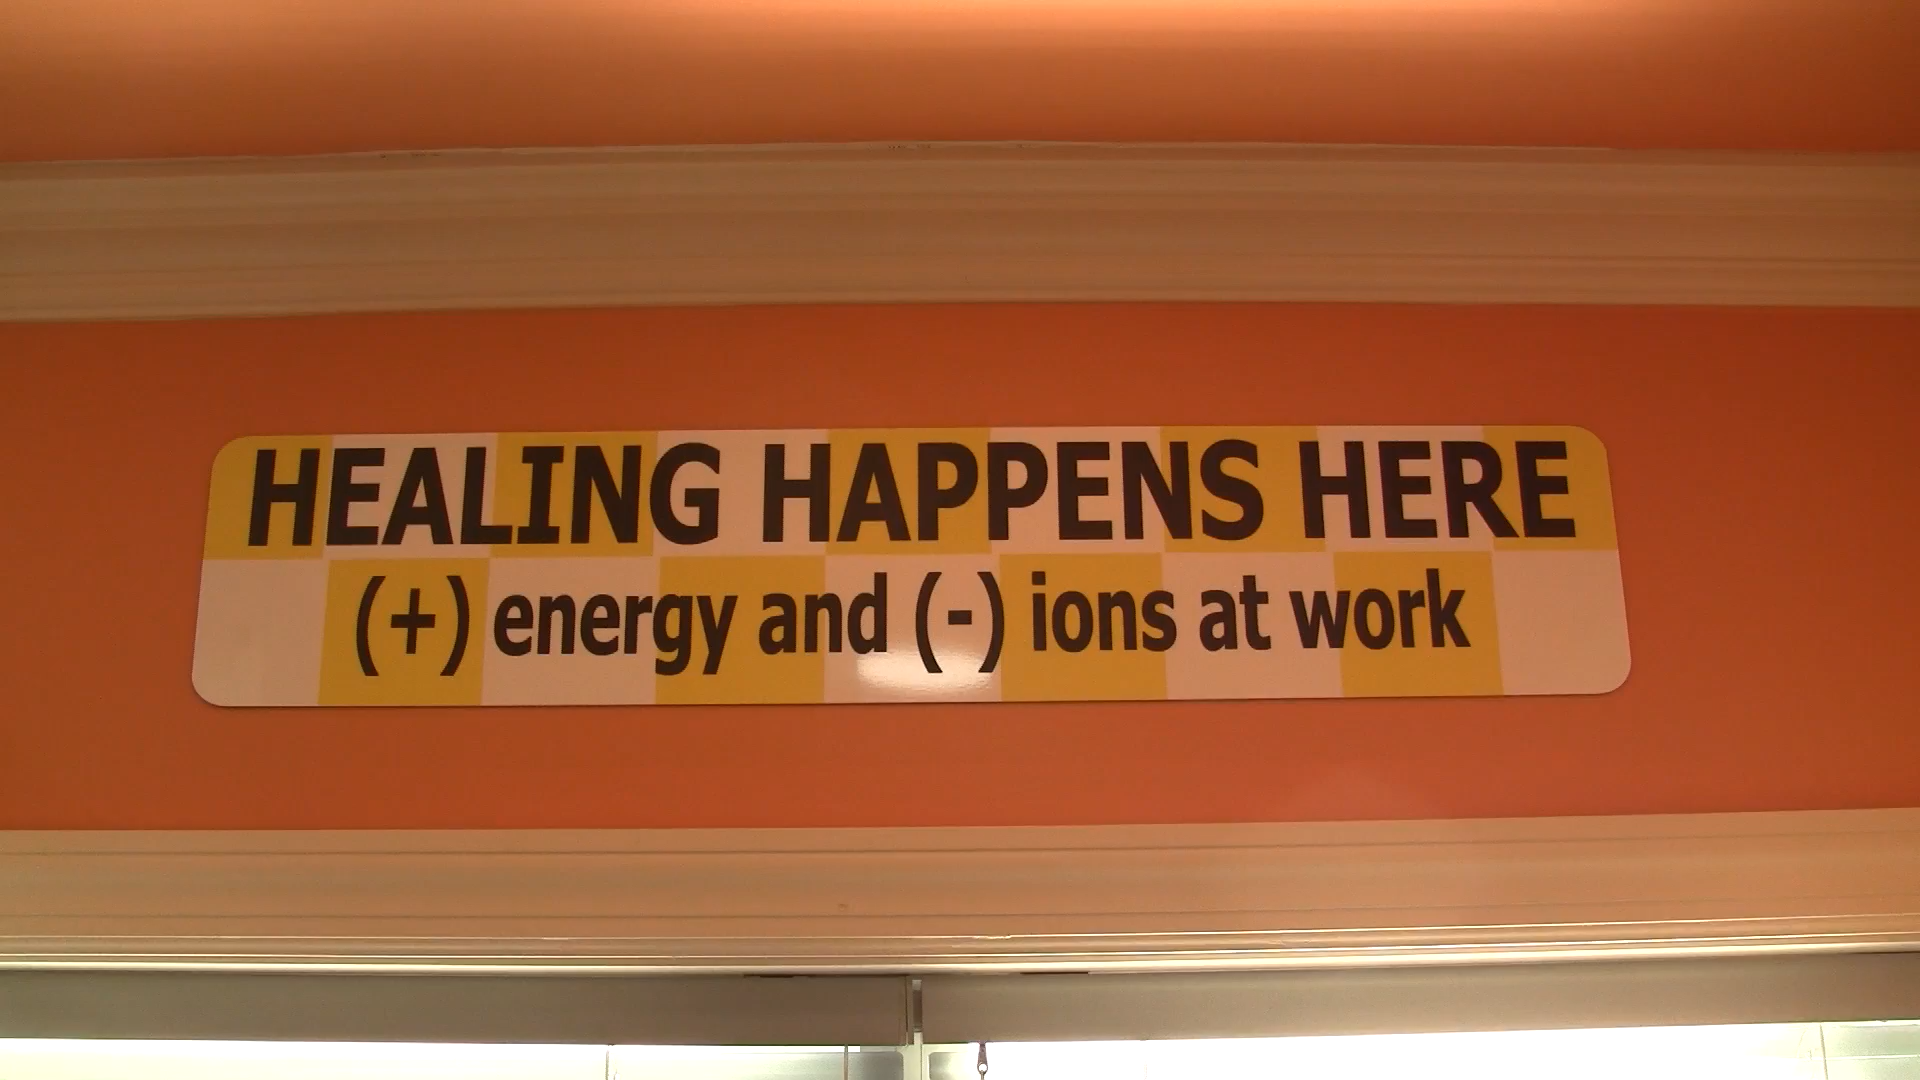 HEALING HAPPENS HERE
(+) energy and (-) ions at work